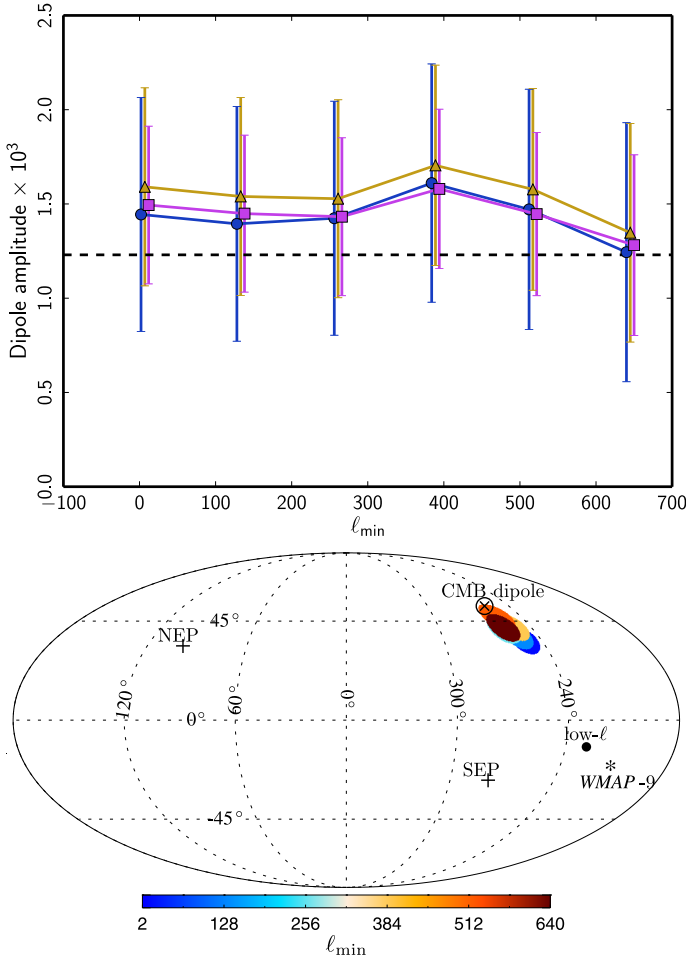 2.5
2.0
1.5
1.0
0.5
0.0
Dipole amplitude × 10³
−100 0 100 200 300 400 500 600 700
ℓmin
CMB dipole
45°
NEP
120° 60° 0° 300° 240°
0°
low-ℓ
SEP
WMAP-9
-45°
2 128 256 384 512 640
ℓmin